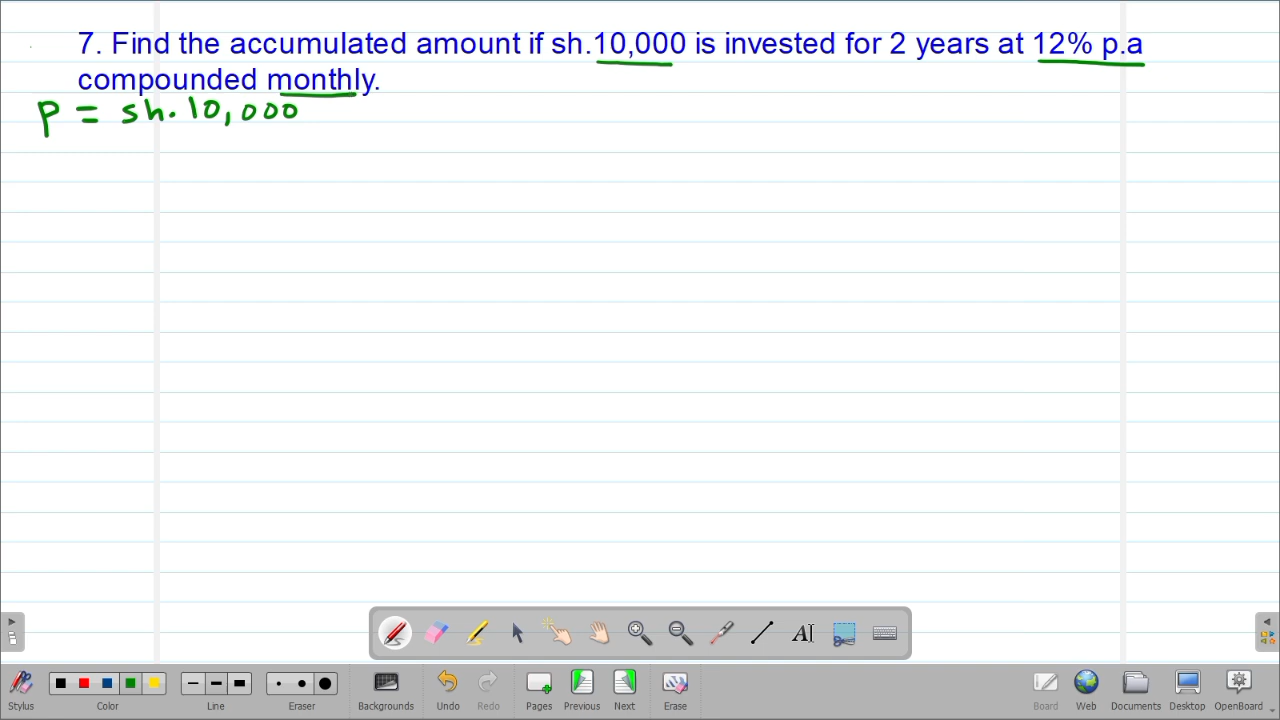 7. Find the accumulated amount if sh.10,000 is invested for 2 years at 12% p.a
compounded monthly.
P = sh.10,000
Stylus
Color
Line
Eraser
Backgrounds
Undo
Redo
Pages
Previous
Next
Erase
Board
Web
Documents
Desktop
OpenBoard